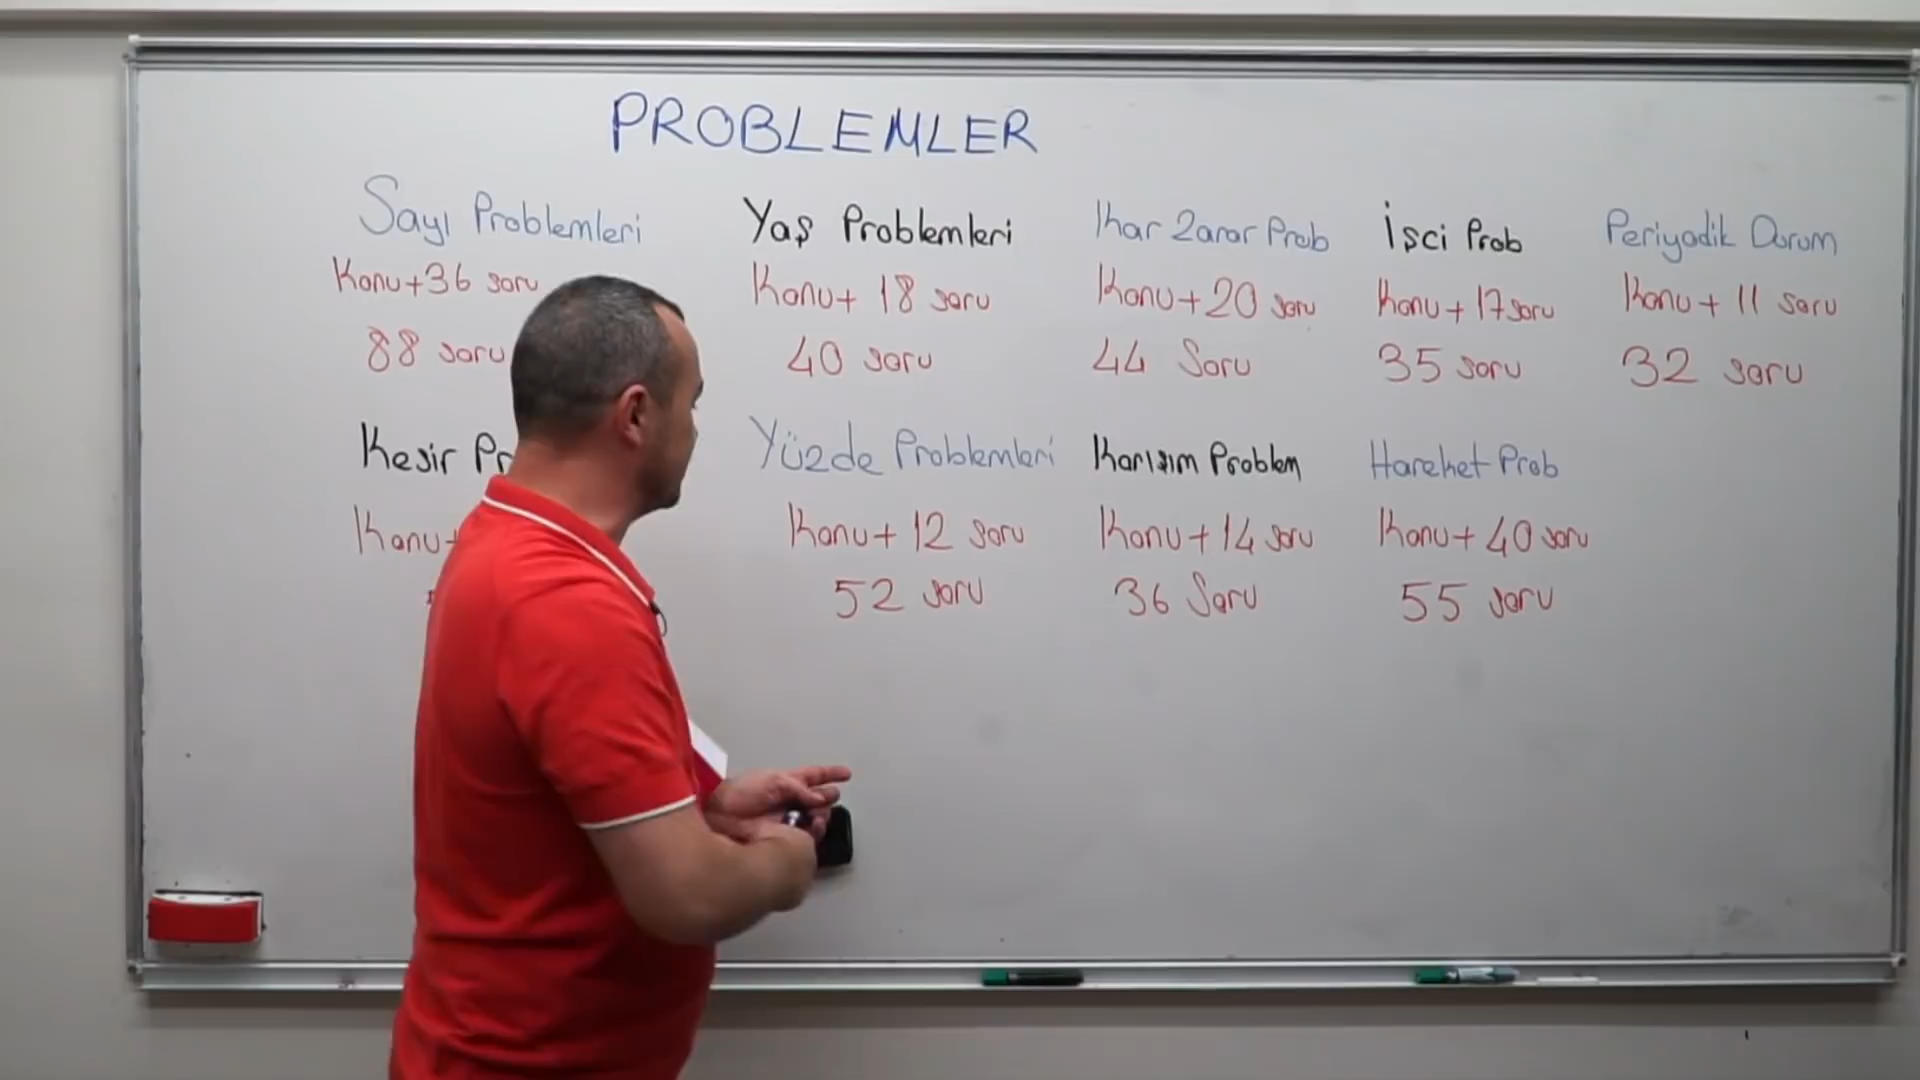 PROBLEMLER
Sayı Problemleri
Konu+36 soru
88 soru
Yaş Problemleri
Konu+ 18 soru
40 soru
Kar Zarar Prob
Konu+20 soru
44 Soru
İşci Prob
Konu+17soru
35 soru
Periyodik Durum
Konu + 11 soru
32 soru
Kesir
Konu+
Yüzde Problemleri
Konu+ 12 soru
52 soru
Karışım Problem
Konu+14 soru
36 Soru
Hareket Prob
Konu+ 40 soru
55 soru